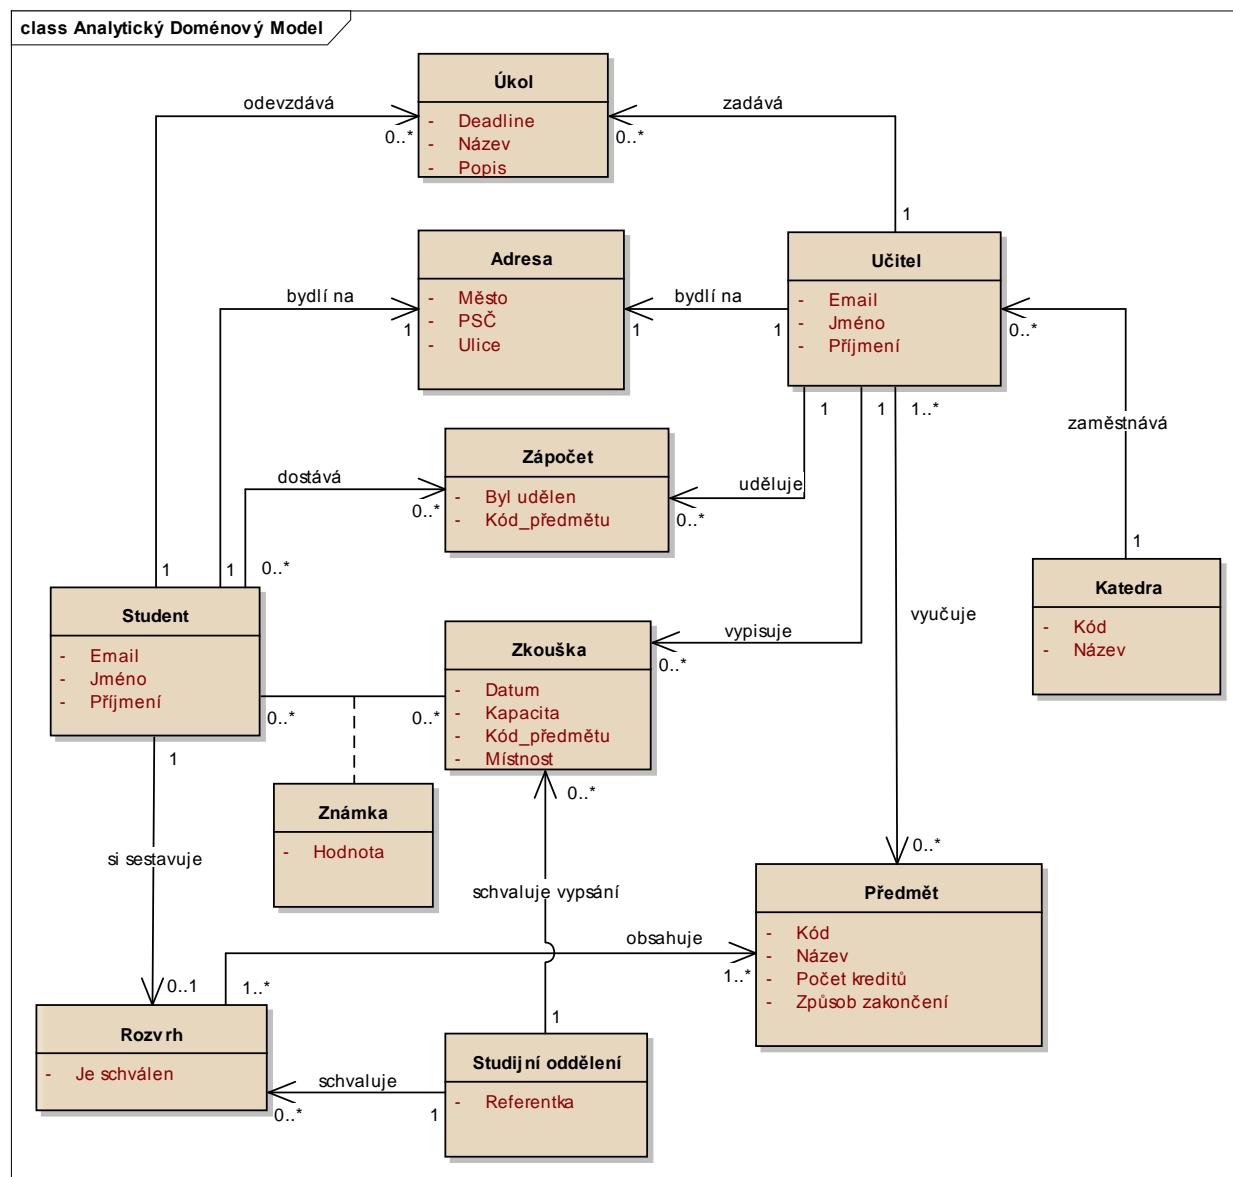 class Analytický Doménový Model
Úkol
- Deadline
- Název
- Popis
odevzdává
0..*
zadává
0..*
1
Adresa
- Město
- PSČ
- Ulice
bydlí na
1
bydlí na
1
1
Učitel
- Email
- Jméno
- Příjmení
0..*
1
1
1..*
zaměstnává
Zápočet
- Byl udělen
- Kód_předmětu
dostává
0..*
uděluje
0..*
1
1
0..*
1
Student
- Email
- Jméno
- Příjmení
Katedra
- Kód
- Název
vyučuje
Zkouška
- Datum
- Kapacita
- Kód_předmětu
- Místnost
vypisuje
0..*
0..*
0..*
1
0..*
Známka
- Hodnota
si sestavuje
schvaluje vypsání
0..*
Předmět
- Kód
- Název
- Počet kreditů
- Způsob zakončení
obsahuje
1..*
0..1
1..*
1
Rozvrh
- Je schválen
Studijní oddělení
- Referentka
schvaluje
0..*
1